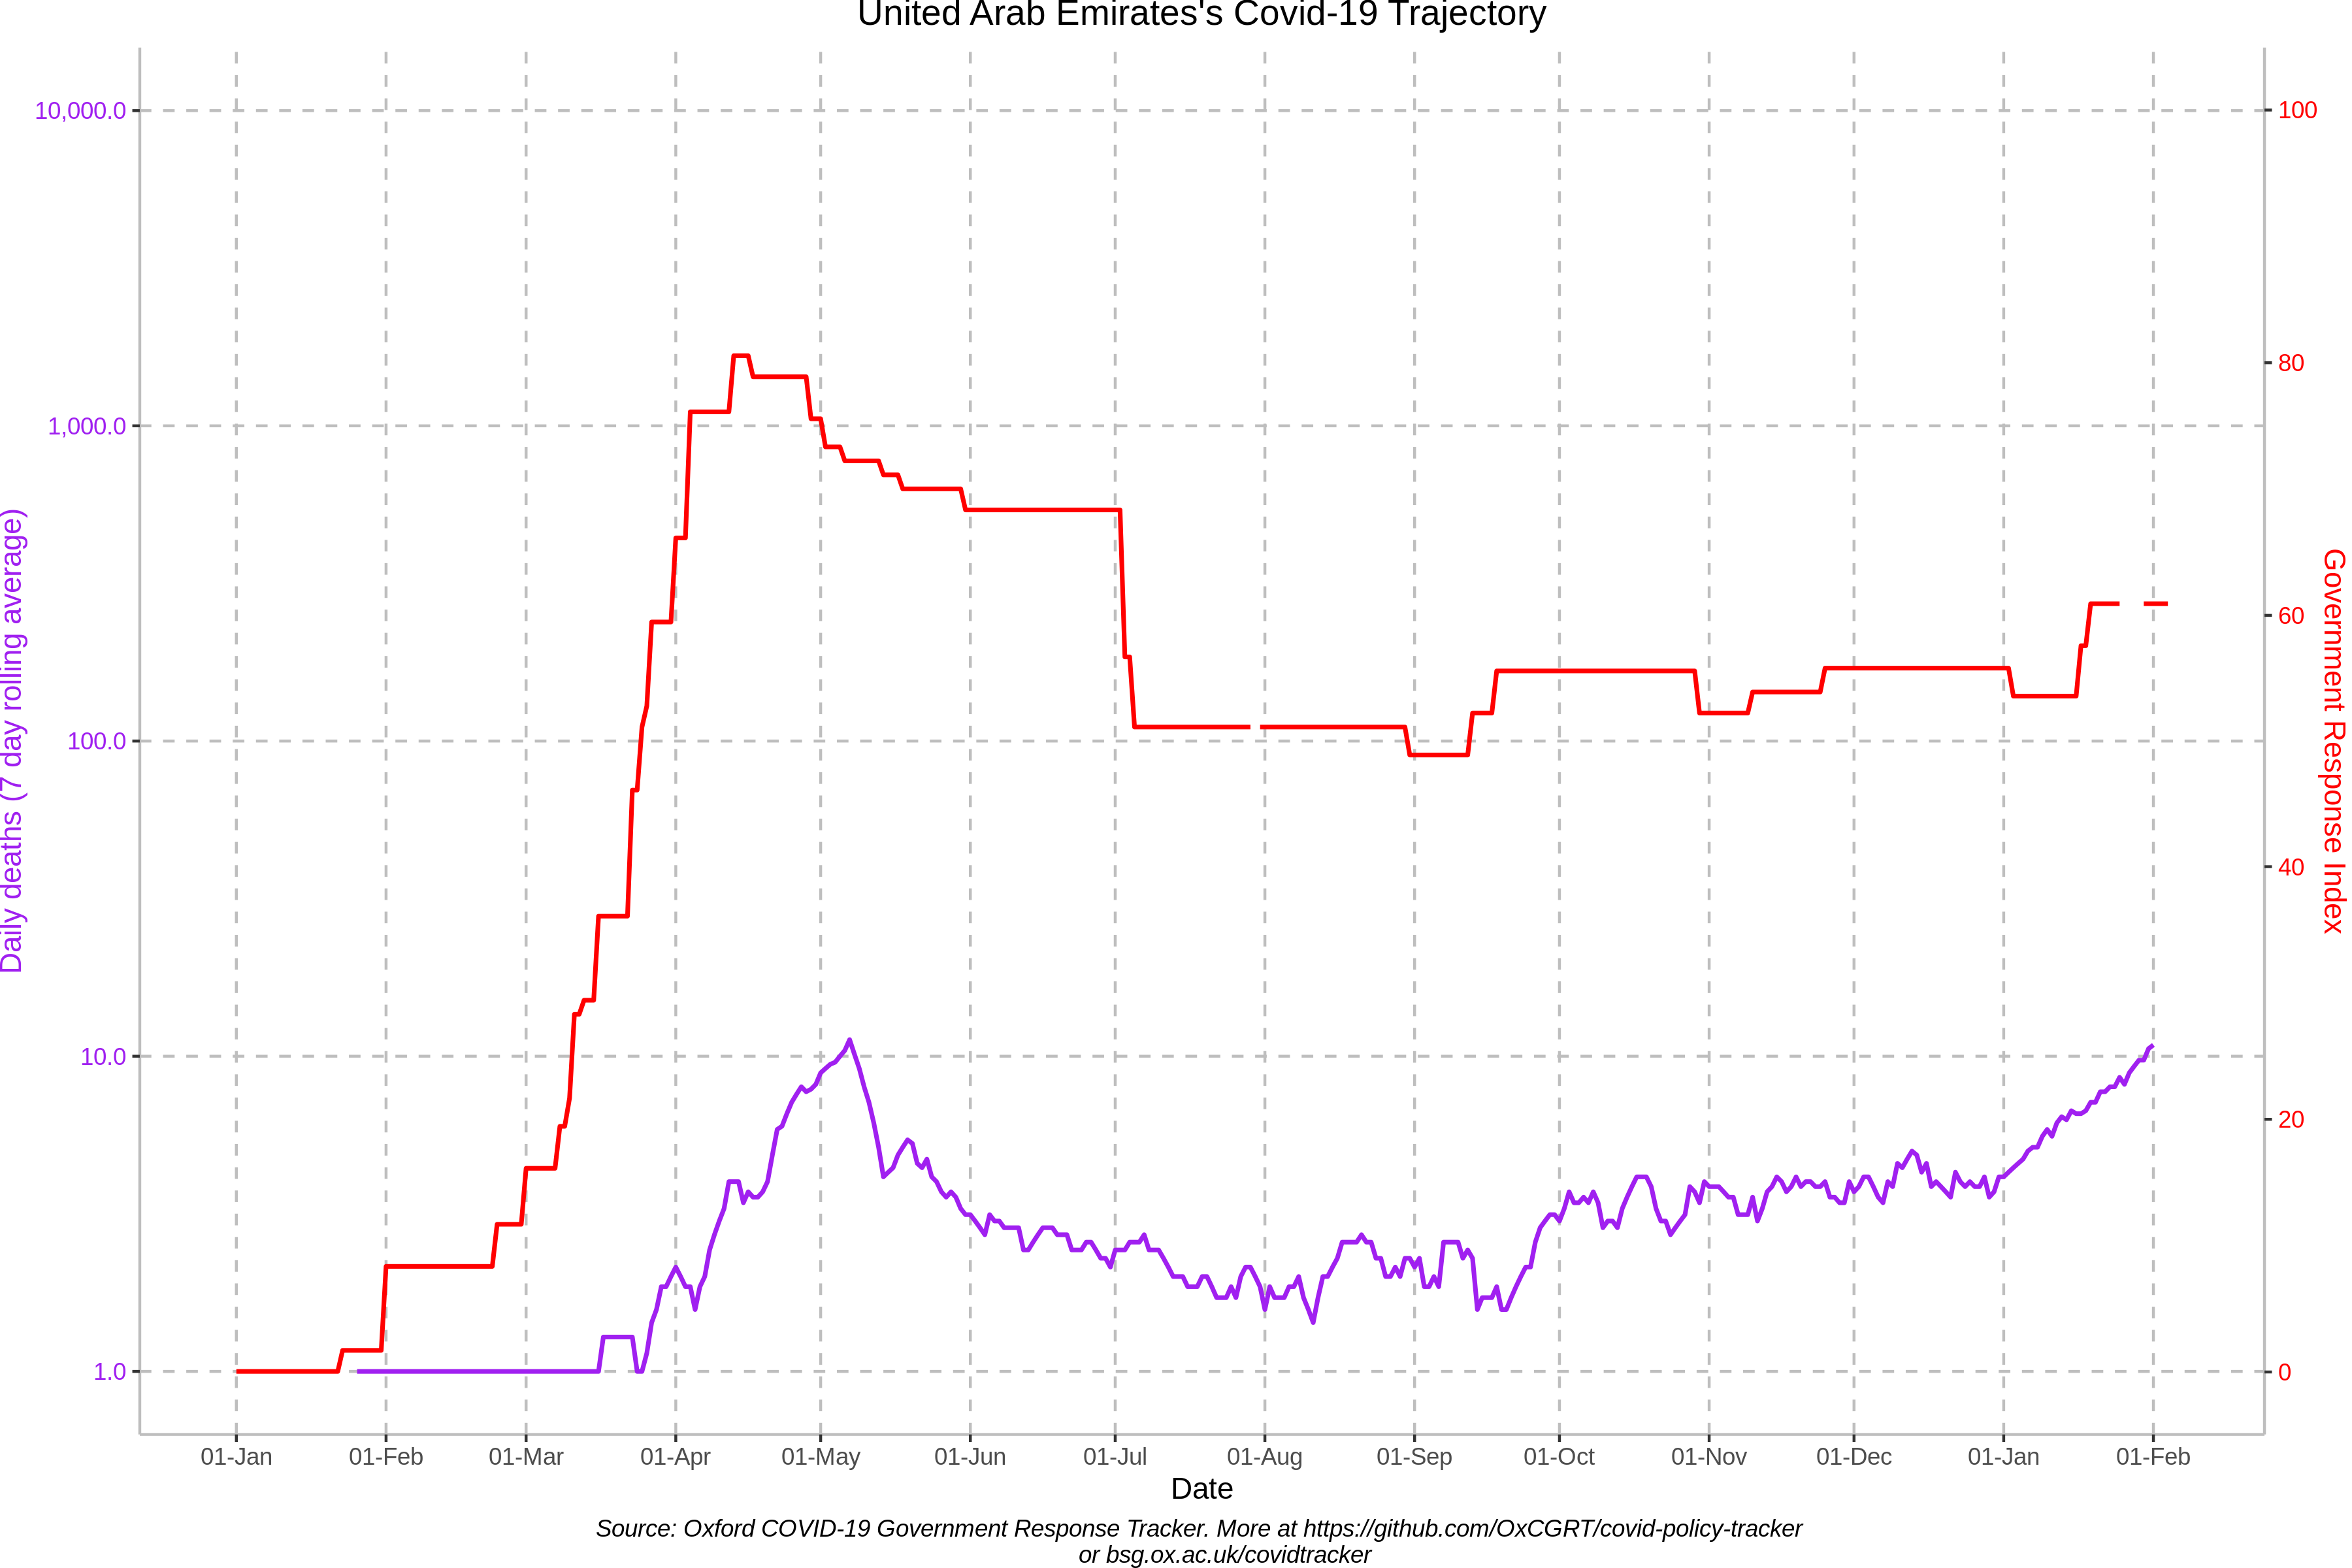 United Arab Emirates's Covid-19 Trajectory
10,000.0
1,000.0
100.0
10.0
1.0
Daily deaths (7 day rolling average)
100
80
60
40
20
0
Government Response Index
01-Jan 01-Feb 01-Mar 01-Apr 01-May 01-Jun 01-Jul 01-Aug 01-Sep 01-Oct 01-Nov 01-Dec 01-Jan 01-Feb
Date
Source: Oxford COVID-19 Government Response Tracker. More at https://github.com/OxCGRT/covid-policy-tracker
or bsg.ox.ac.uk/covidtracker